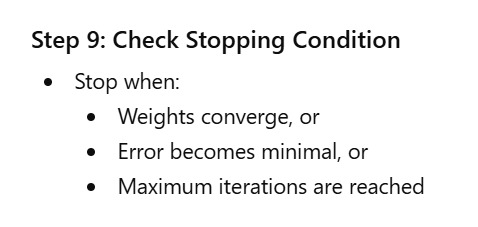 Step 9: Check Stopping Condition
• Stop when:
• Weights converge, or
• Error becomes minimal, or
• Maximum iterations are reached